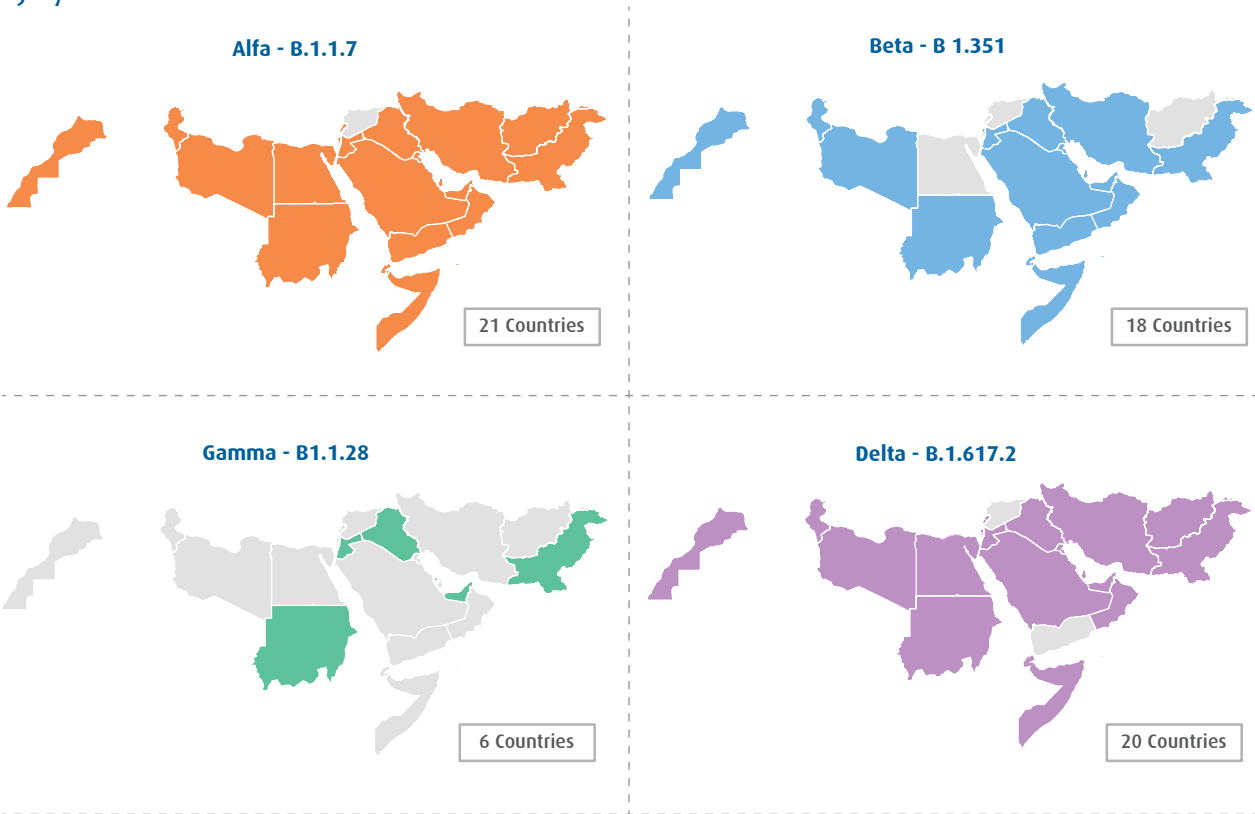 Alfa - B.1.1.7
Beta - B 1.351
21 Countries
18 Countries
Gamma - B1.1.28
Delta - B.1.617.2
6 Countries
20 Countries